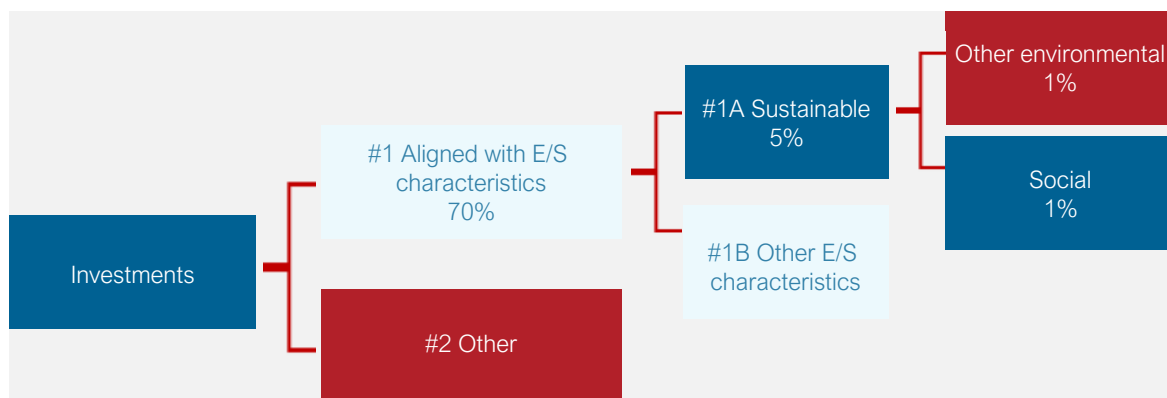 Investments
#1 Aligned with E/S
characteristics
70%
#2 Other
#1A Sustainable
5%
#1B Other E/S
characteristics
Other environmental
1%
Social
1%